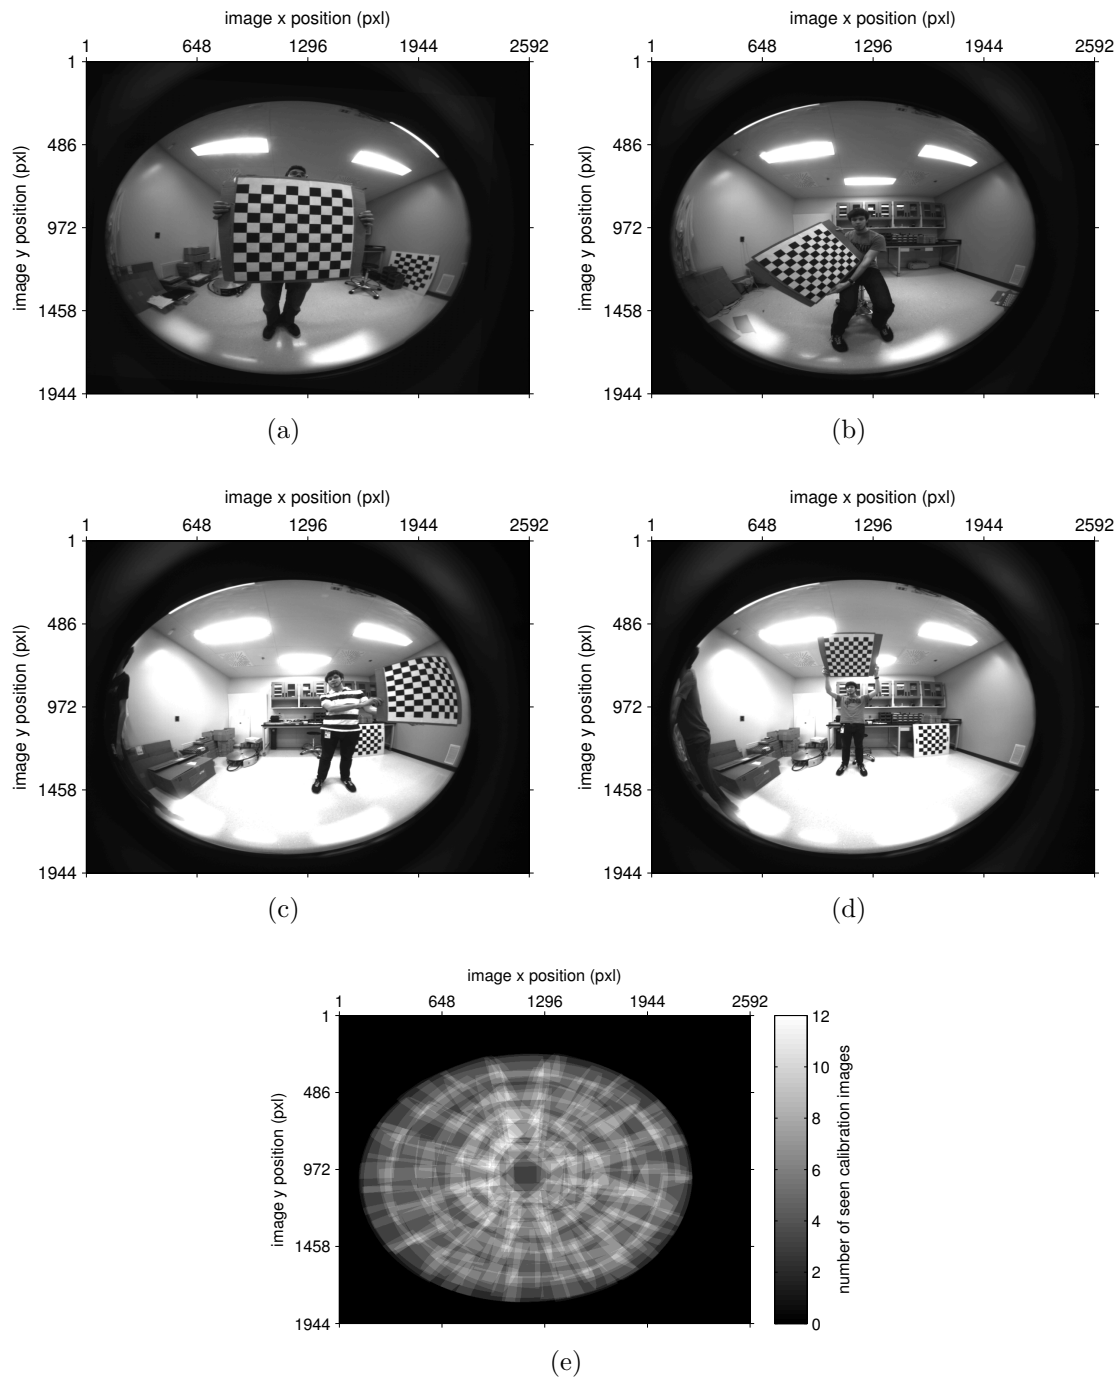 image x position (pxl)
1 648 1296 1944 2592
1
486
972
1458
1944
image y position (pxl)
(a)
image x position (pxl)
1 648 1296 1944 2592
1
486
972
1458
1944
image y position (pxl)
(b)
image x position (pxl)
1 648 1296 1944 2592
1
486
972
1458
1944
image y position (pxl)
(c)
image x position (pxl)
1 648 1296 1944 2592
1
486
972
1458
1944
image y position (pxl)
(d)
image x position (pxl)
1 648 1296 1944 2592
1
486
972
1458
1944
image y position (pxl)
12
10
8
6
4
2
0
number of seen calibration images
(e)